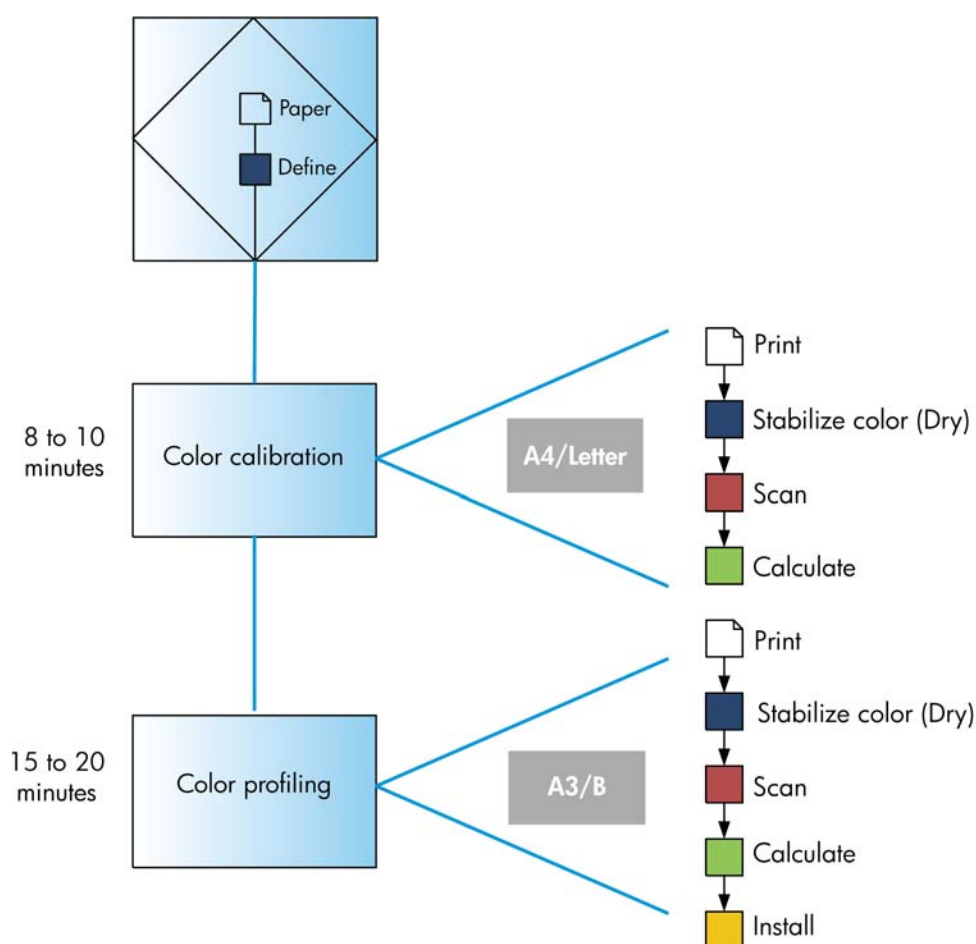 Paper
Define
8 to 10
minutes
Color calibration
A4/Letter
Print
Stabilize color (Dry)
Scan
Calculate
15 to 20
minutes
Color profiling
A3/B
Print
Stabilize color (Dry)
Scan
Calculate
Install